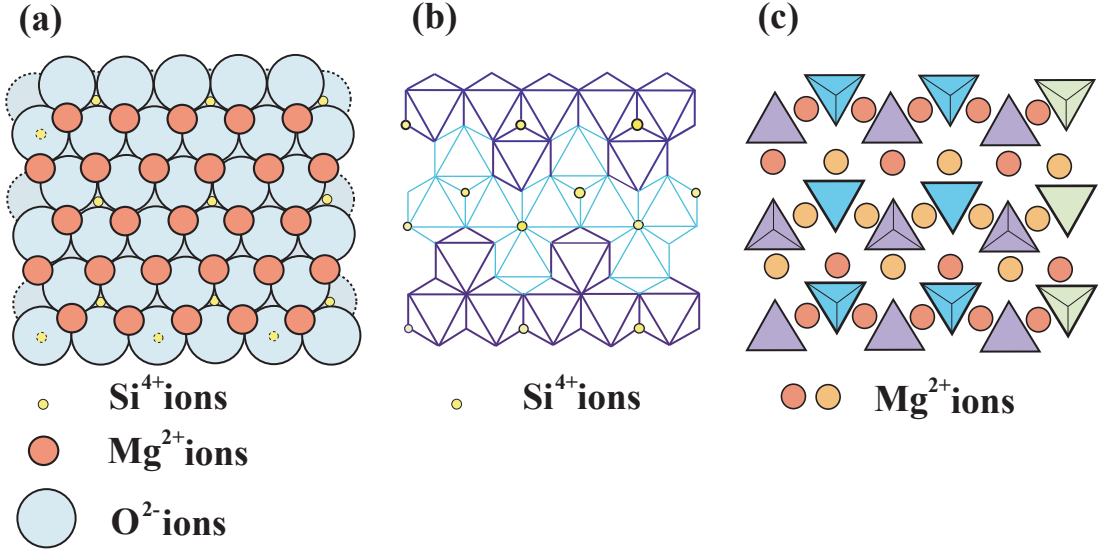 (a)
(b)
(c)
Si⁴⁺ions
Mg²⁺ions
O²⁻ions
Si⁴⁺ions
Mg²⁺ions